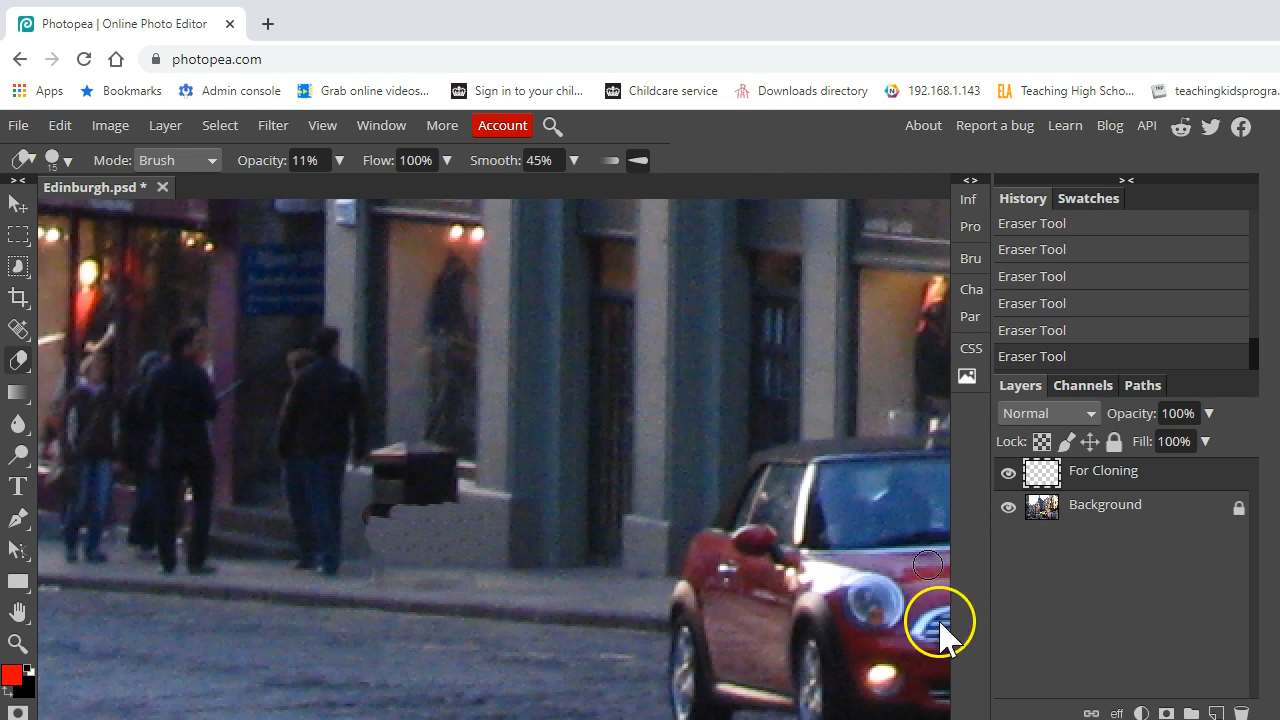 Photopea | Online Photo Editor
photopea.com
Apps Bookmarks Admin console Grab online videos... Sign in to your chil... Childcare service Downloads directory 192.168.1.143 ELA Teaching High Scho... teachingkidsprogra
File Edit Image Layer Select Filter View Window More Account About Report a bug Learn Blog API
15 Mode: Brush Opacity: 11% Flow: 100% Smooth: 45%
> < Edinburgh.psd * < > > <
Inf History Swatches
Pro Eraser Tool
Bru Eraser Tool
Cha Eraser Tool
Par Eraser Tool
CSS Eraser Tool
Eraser Tool
Layers Channels Paths
Normal Opacity: 100%
Lock: Fill: 100%
For Cloning
Background
T
eff